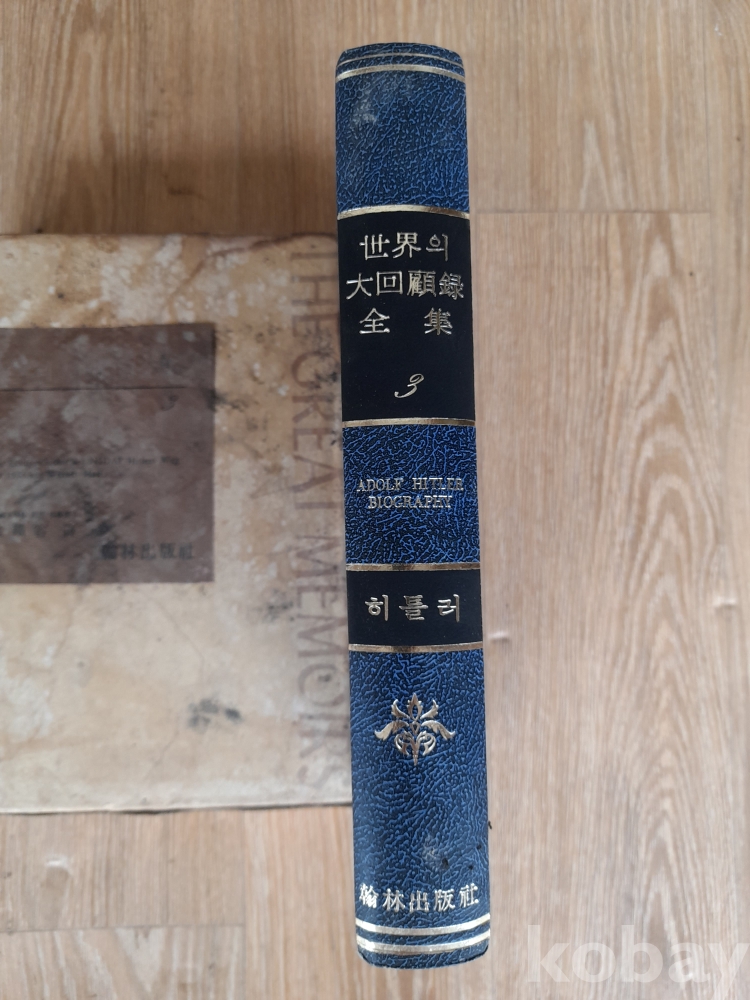 世界의
大回顧録
全集
3
ADOLF HITLER
BIOGRAPHY
히틀러
翰林出版社
THE GREAT MEMOIRS
翰林出版社
kobay